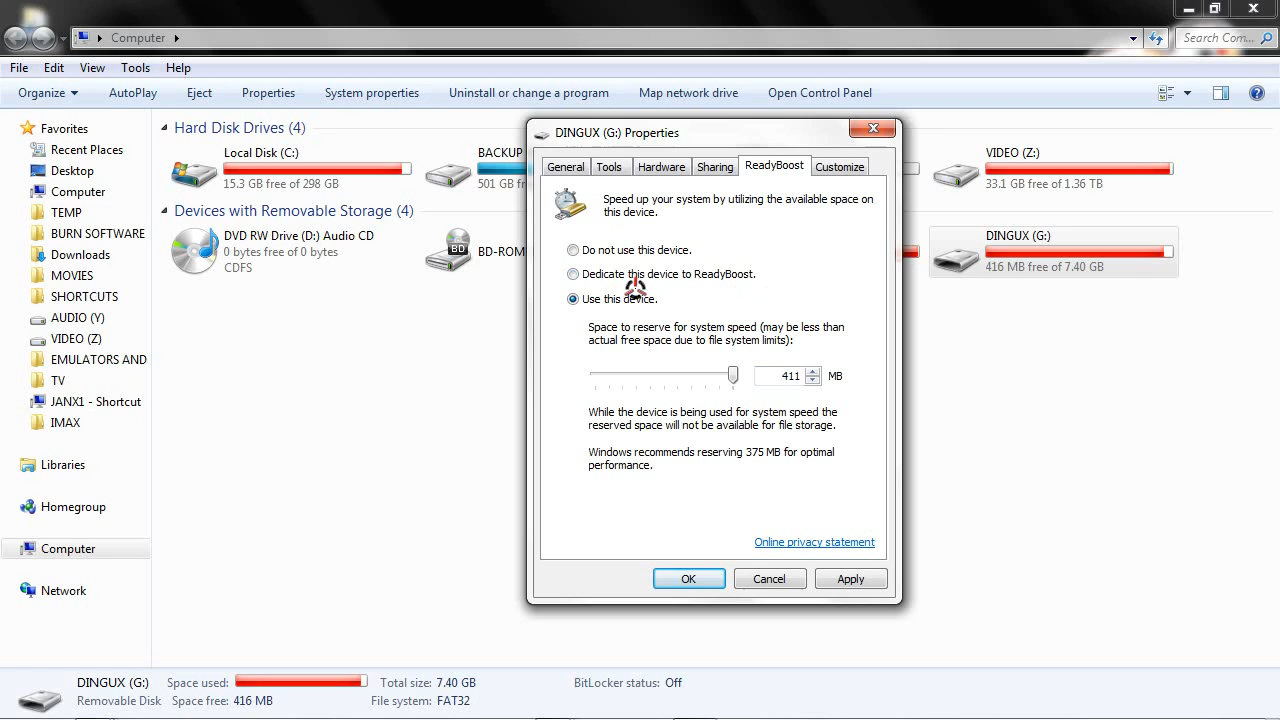 Computer
Search Com...
File Edit View Tools Help
Organize AutoPlay Eject Properties System properties Uninstall or change a program Map network drive Open Control Panel
Favorites
Recent Places
Desktop
Computer
TEMP
BURN SOFTWARE
Downloads
MOVIES
SHORTCUTS
AUDIO (Y)
VIDEO (Z)
EMULATORS AND
TV
JANX1 - Shortcut
IMAX
Libraries
Homegroup
Computer
Network
Hard Disk Drives (4)
Local Disk (C:)
15.3 GB free of 298 GB
BACKUP
501 GB
VIDEO (Z:)
33.1 GB free of 1.36 TB
Devices with Removable Storage (4)
DVD RW Drive (D:) Audio CD
0 bytes free of 0 bytes
CDFS
BD
BD-ROM
DINGUX (G:)
416 MB free of 7.40 GB
DINGUX (G:) Properties
General Tools Hardware Sharing ReadyBoost Customize
Speed up your system by utilizing the available space on
this device.
Do not use this device.
Dedicate this device to ReadyBoost.
Use this device.
Space to reserve for system speed (may be less than
actual free space due to file system limits):
411 MB
While the device is being used for system speed the
reserved space will not be available for file storage.
Windows recommends reserving 375 MB for optimal
performance.
Online privacy statement
OK Cancel Apply
DINGUX (G:) Space used: Total size: 7.40 GB BitLocker status: Off
Removable Disk Space free: 416 MB File system: FAT32